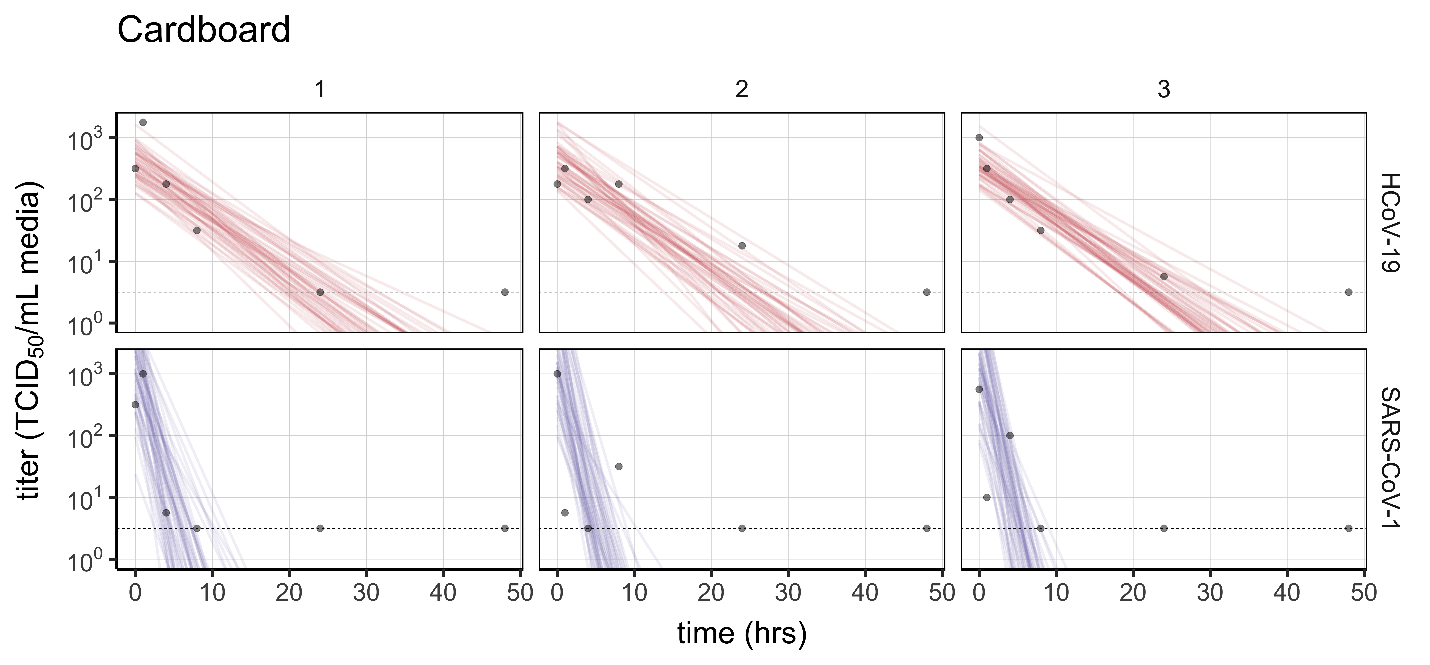 Cardboard
1 2 3
titer (TCID₅₀/mL media)
10³
10²
10¹
10⁰
HCoV-19
10³
10²
10¹
10⁰
SARS-CoV-1
0 10 20 30 40 50 0 10 20 30 40 50 0 10 20 30 40 50
time (hrs)